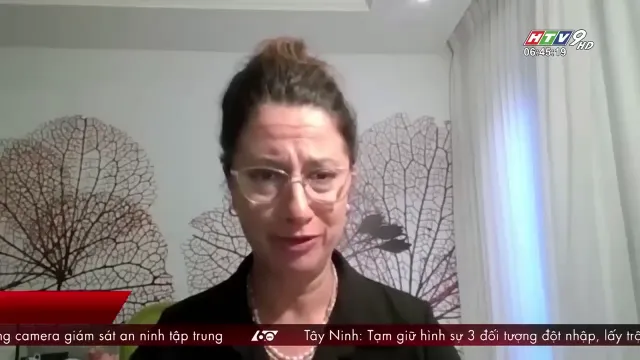 HTV9 HD
06:45:19
ng camera giám sát an ninh tập trung
60
Tây Ninh: Tạm giữ hình sự 3 đối tượng đột nhập, lấy trộ